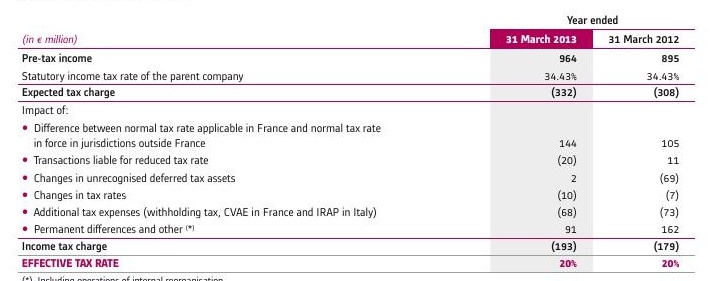 Year ended
(in € million) 31 March 2013 31 March 2012
Pre-tax income 964 895
Statutory income tax rate of the parent company 34.43% 34.43%
Expected tax charge (332) (308)
Impact of:
• Difference between normal tax rate applicable in France and normal tax rate
in force in jurisdictions outside France 144 105
• Transactions liable for reduced tax rate (20) 11
• Changes in unrecognised deferred tax assets 2 (69)
• Changes in tax rates (10) (7)
• Additional tax expenses (withholding tax, CVAE in France and IRAP in Italy) (68) (73)
• Permanent differences and other (*) 91 162
Income tax charge (193) (179)
EFFECTIVE TAX RATE 20% 20%
(*) Including operations of internal reorganisation